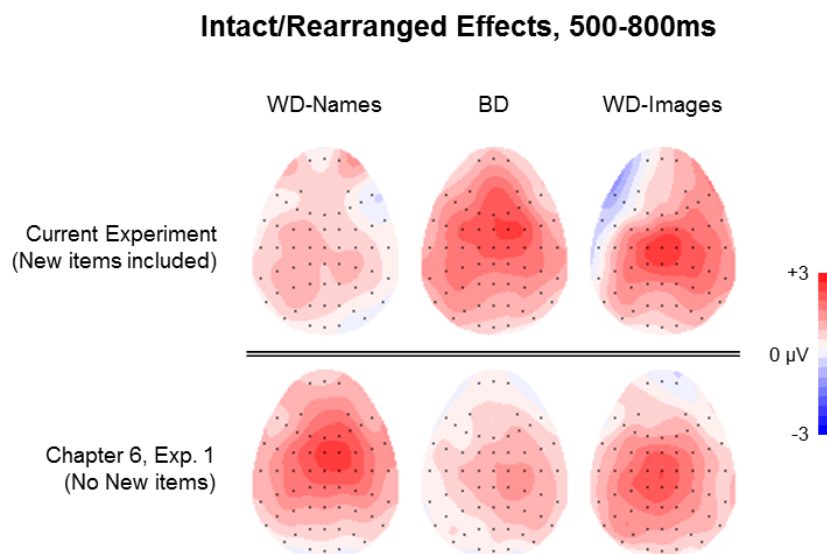 Intact/Rearranged Effects, 500-800ms
WD-Names BD WD-Images
Current Experiment
(New items included)
+3
0 µV
-3
Chapter 6, Exp. 1
(No New items)